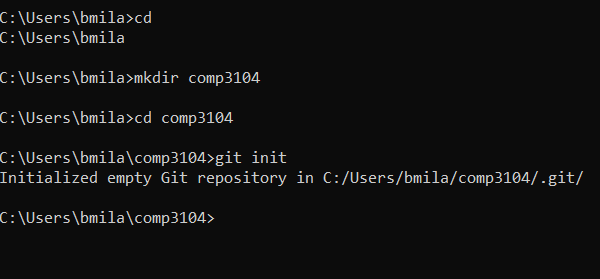 C:\Users\bmila>cd
C:\Users\bmila
C:\Users\bmila>mkdir comp3104
C:\Users\bmila>cd comp3104
C:\Users\bmila\comp3104>git init
Initialized empty Git repository in C:/Users/bmila/comp3104/.git/
C:\Users\bmila\comp3104>